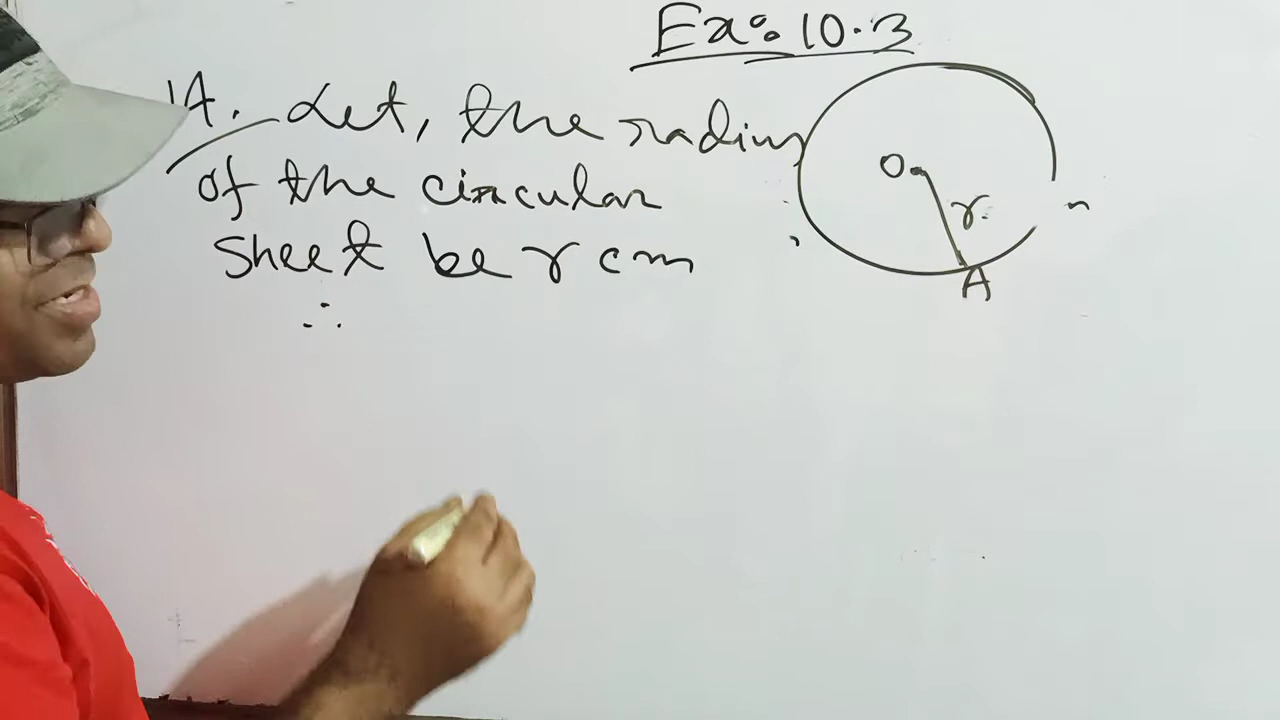 Ex: 10.3
14. Let, the radius
of the circular
sheet be r cm
∴
O
r
A